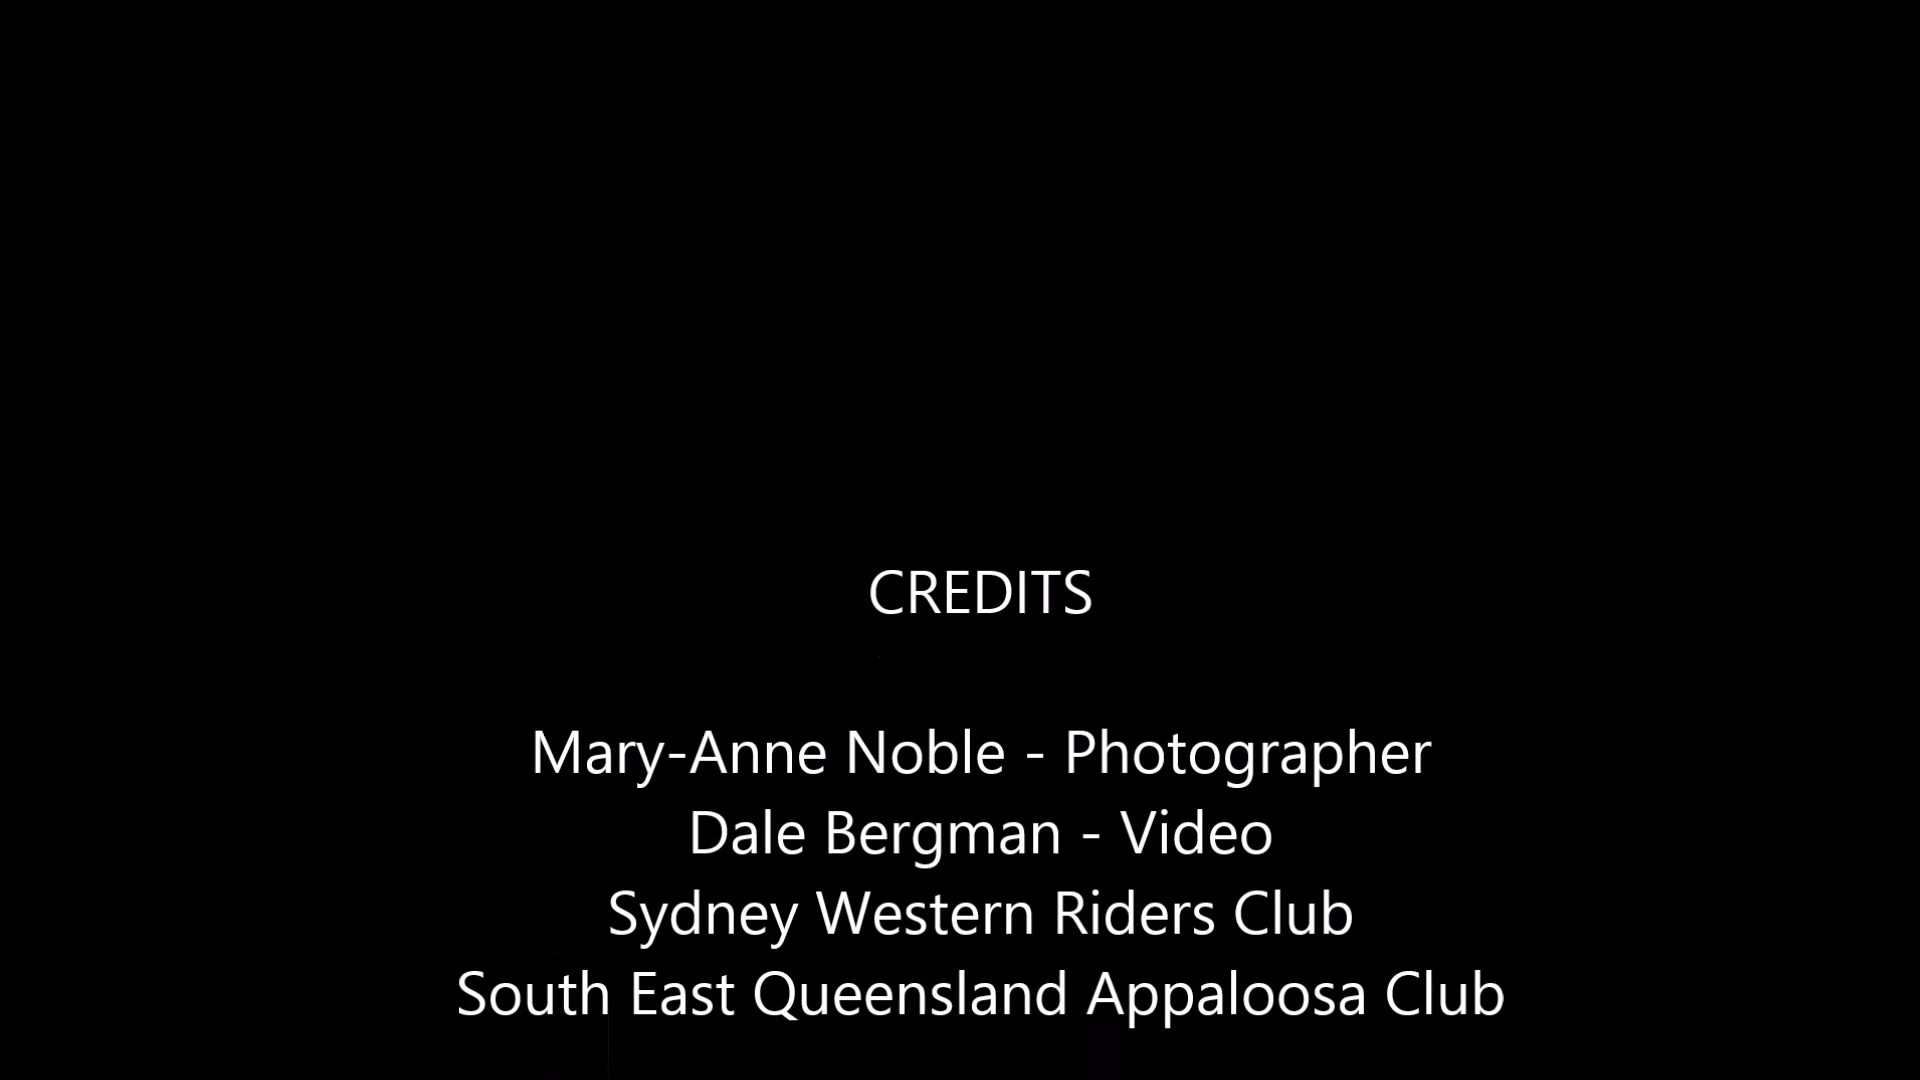 CREDITS
Mary-Anne Noble - Photographer
Dale Bergman - Video
Sydney Western Riders Club
South East Queensland Appaloosa Club